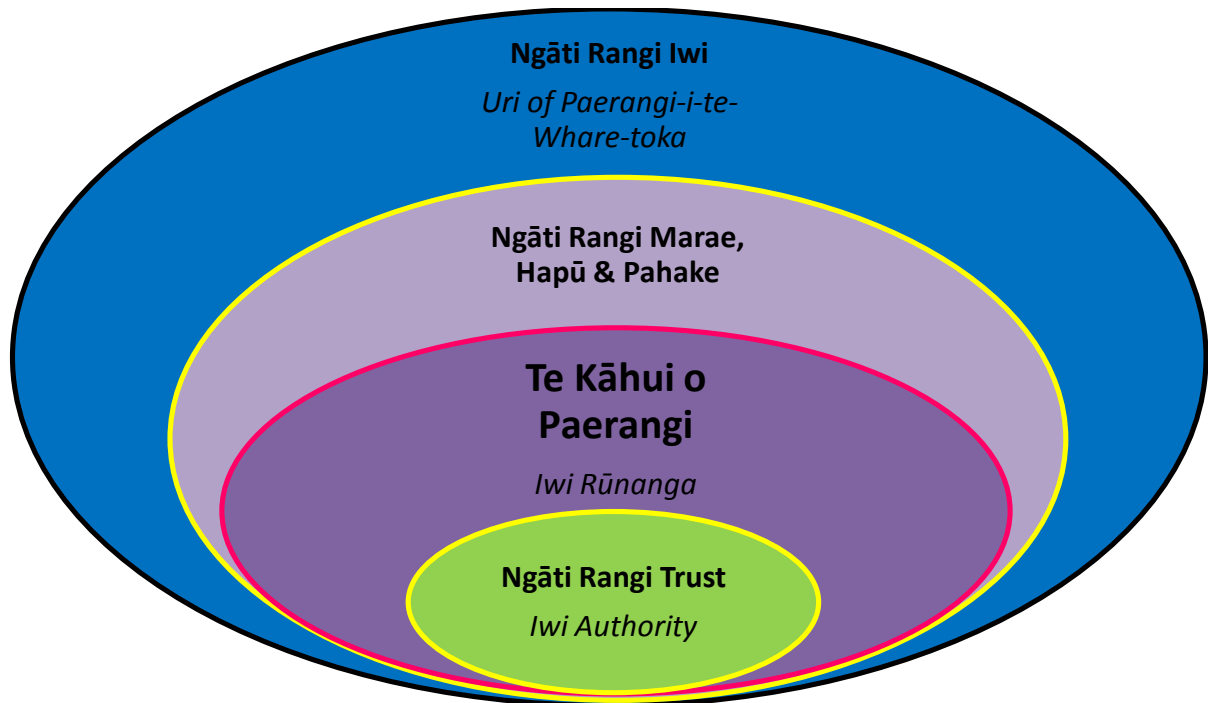 Ngāti Rangi Iwi
Uri of Paerangi-i-te-
Whare-toka
Ngāti Rangi Marae,
Hapū & Pahake
Te Kāhui o
Paerangi
Iwi Rūnanga
Ngāti Rangi Trust
Iwi Authority